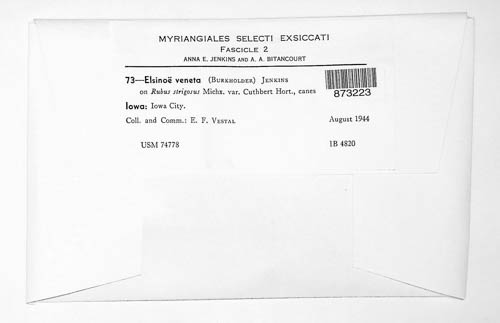 MYRIANGIALES SELECTI EXSICCATI
FASCICLE 2
ANNA E. JENKINS AND A. A. BITANCOURT
73—Elsinoë veneta (BURKHOLDER) JENKINS
on Rubus strigosus Michx. var. Cuthbert Hort., canes
873223
Iowa: Iowa City.
Coll. and Comm.: E. F. VESTAL August 1944
USM 74778 IB 4820